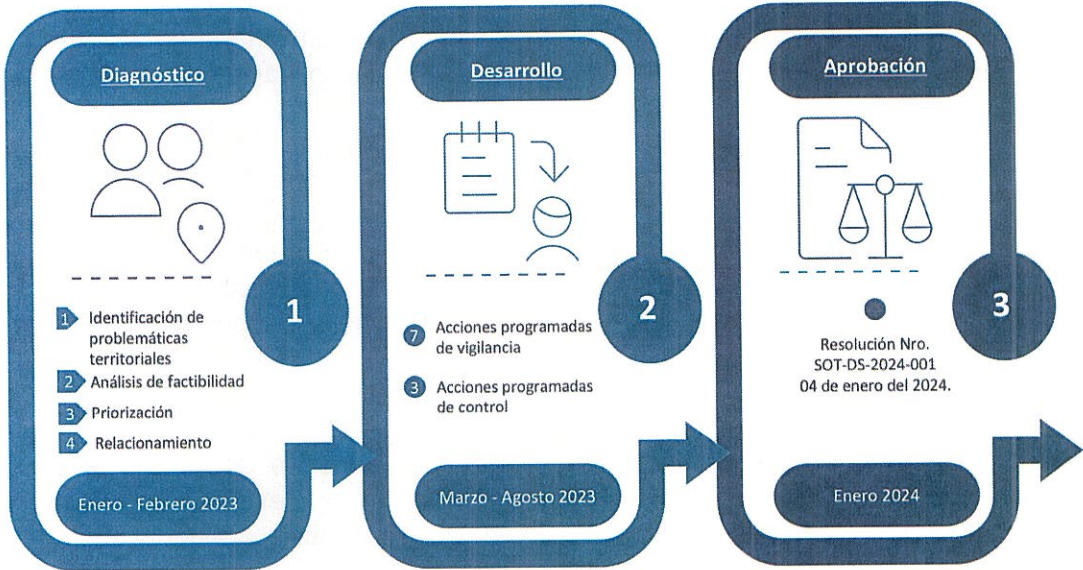 Diagnóstico
1
Identificación de
problemáticas
territoriales
2
Análisis de factibilidad
3
Priorización
4
Relacionamiento
1
Enero - Febrero 2023
Desarrollo
7
Acciones programadas
de vigilancia
3
Acciones programadas
de control
2
Marzo - Agosto 2023
Aprobación
Resolución Nro.
SOT-DS-2024-001
04 de enero del 2024.
3
Enero 2024